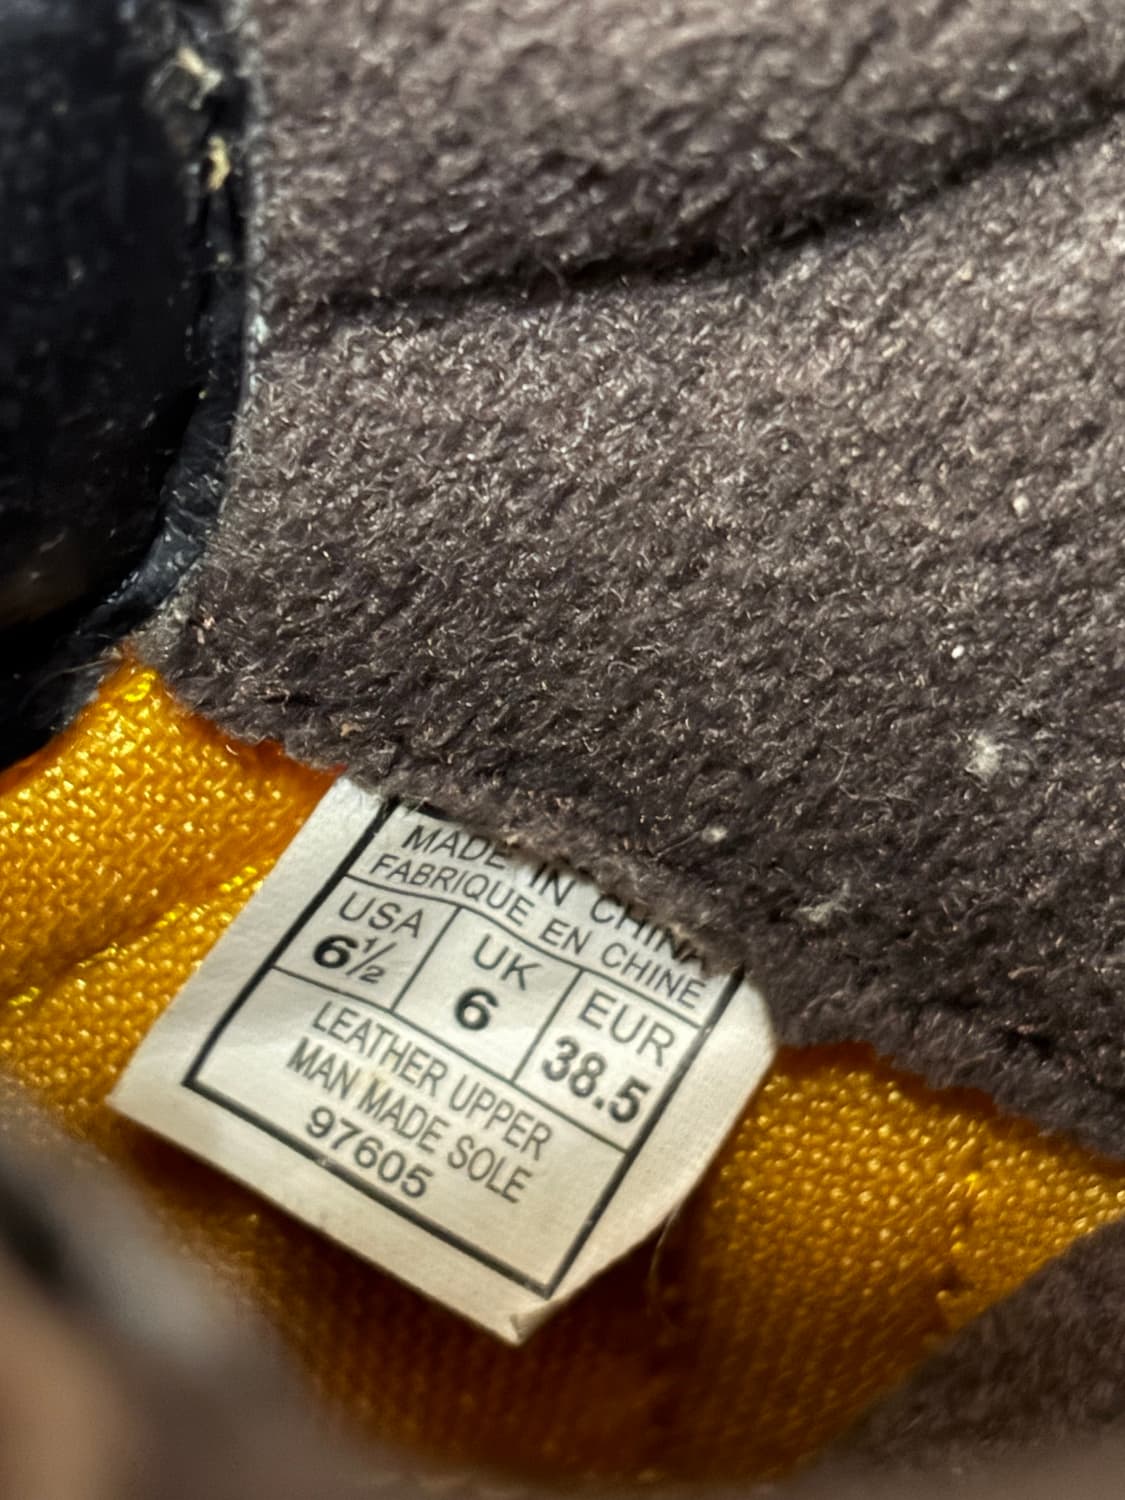 MADE IN CHINA
FABRIQUE EN CHINE
USA UK EUR
6½ 6 38.5
LEATHER UPPER
MAN MADE SOLE
97605